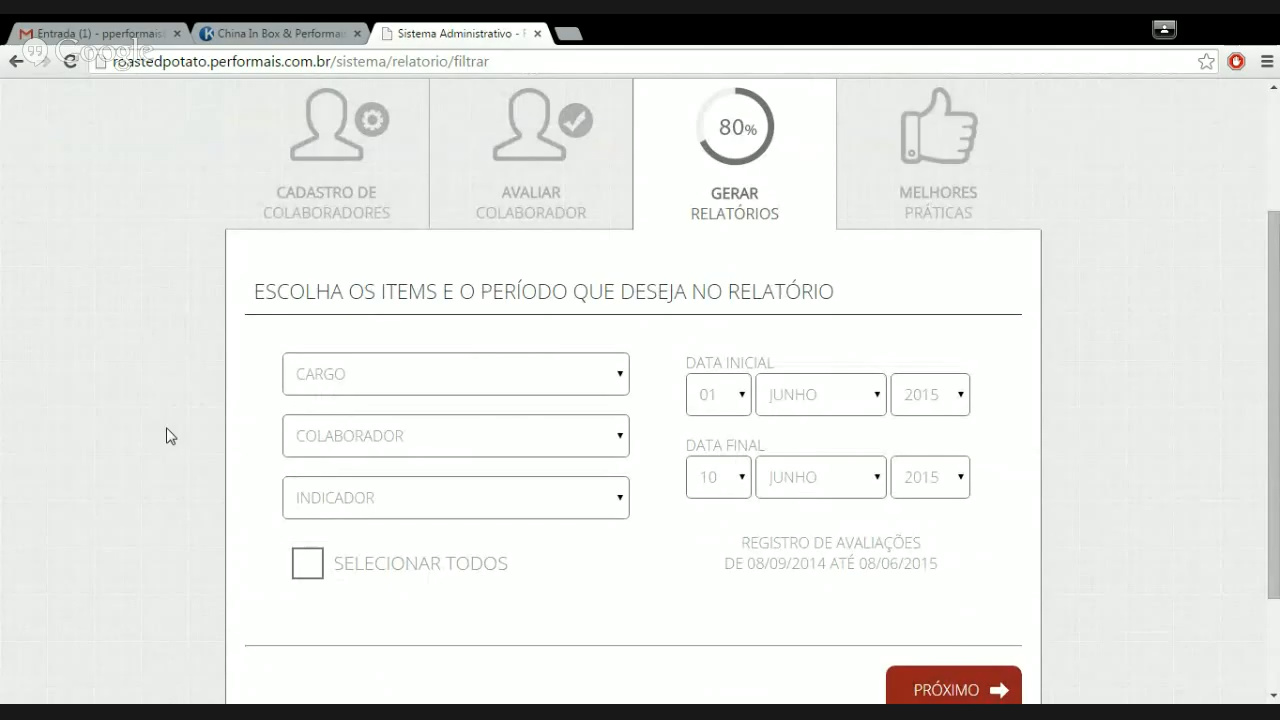 Entrada (1) - pperformais
China In Box & Performa
Sistema Administrativo -
Google
roastedpotato.performais.com.br/sistema/relatorio/filtrar
80%
CADASTRO DE
COLABORADORES
AVALIAR
COLABORADOR
GERAR
RELATÓRIOS
MELHORES
PRÁTICAS
ESCOLHA OS ITEMS E O PERÍODO QUE DESEJA NO RELATÓRIO
CARGO
COLABORADOR
INDICADOR
SELECIONAR TODOS
DATA INICIAL
01 JUNHO 2015
DATA FINAL
10 JUNHO 2015
REGISTRO DE AVALIAÇÕES
DE 08/09/2014 ATÉ 08/06/2015
PRÓXIMO